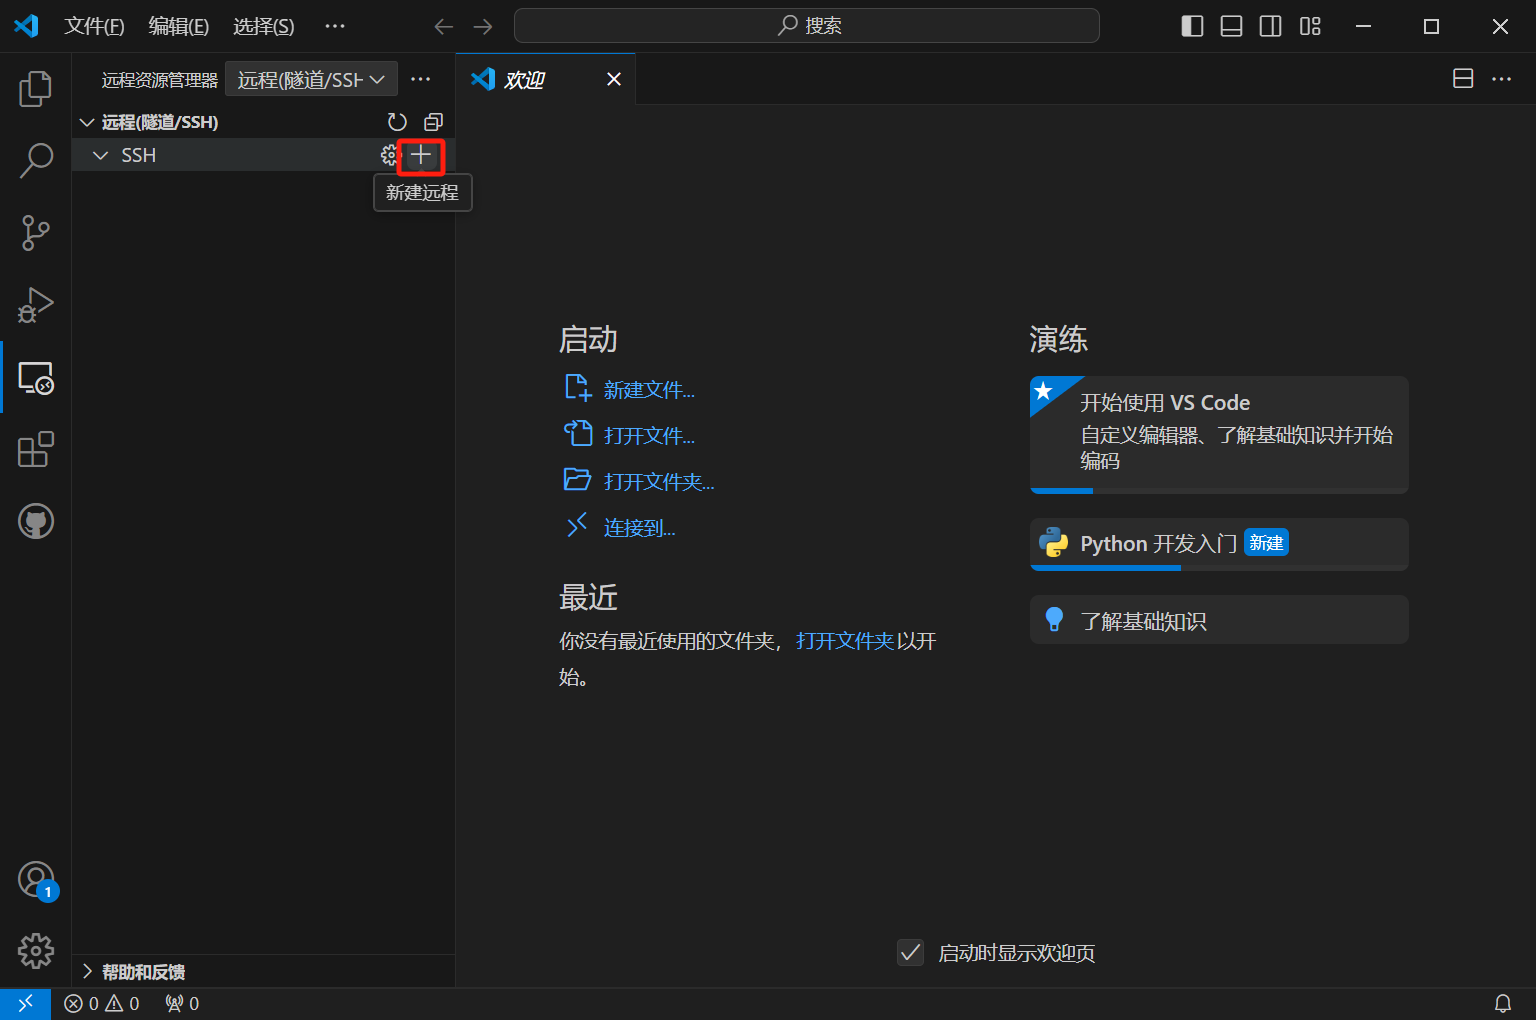 文件(F) 编辑(E) 选择(S) ···
搜索
远程资源管理器 远程(隧道/SSH ···
欢迎
远程(隧道/SSH)
SSH
新建远程
启动
新建文件...
打开文件...
打开文件夹...
连接到...
最近
你没有最近使用的文件夹，打开文件夹以开
始。
演练
开始使用 VS Code
自定义编辑器、了解基础知识并开始
编码
Python 开发入门 新建
了解基础知识
启动时显示欢迎页
1
帮助和反馈
0 0 0